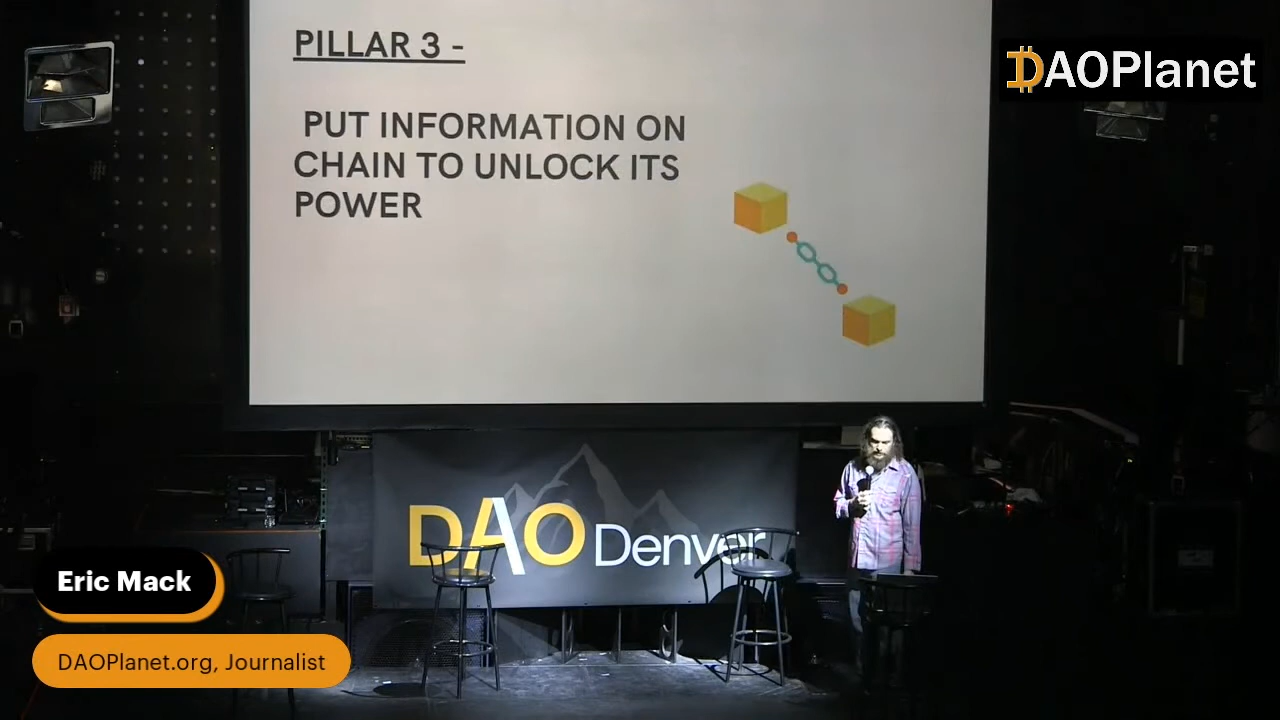 PILLAR 3 -
PUT INFORMATION ON
CHAIN TO UNLOCK ITS
POWER
DAOPlanet
DAO Denver
Eric Mack
DAOPlanet.org, Journalist